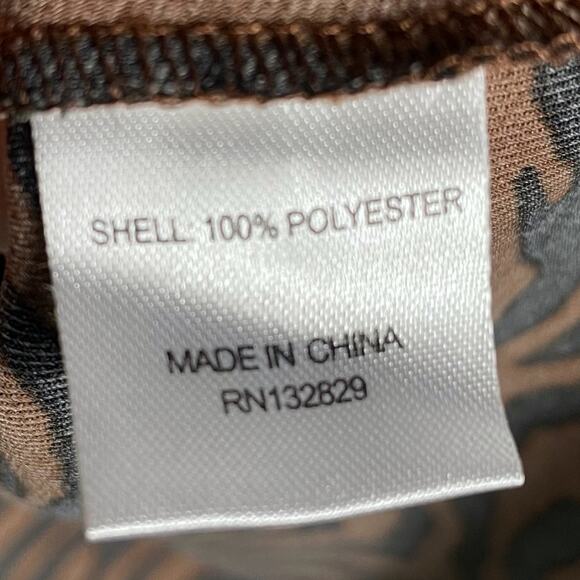 SHELL: 100% POLYESTER
MADE IN CHINA
RN132829